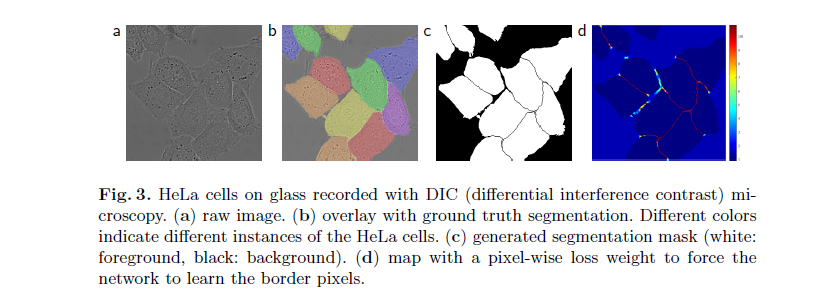 a b c d
Fig. 3. HeLa cells on glass recorded with DIC (differential interference contrast) mi-
croscopy. (a) raw image. (b) overlay with ground truth segmentation. Different colors
indicate different instances of the HeLa cells. (c) generated segmentation mask (white:
foreground, black: background). (d) map with a pixel-wise loss weight to force the
network to learn the border pixels.